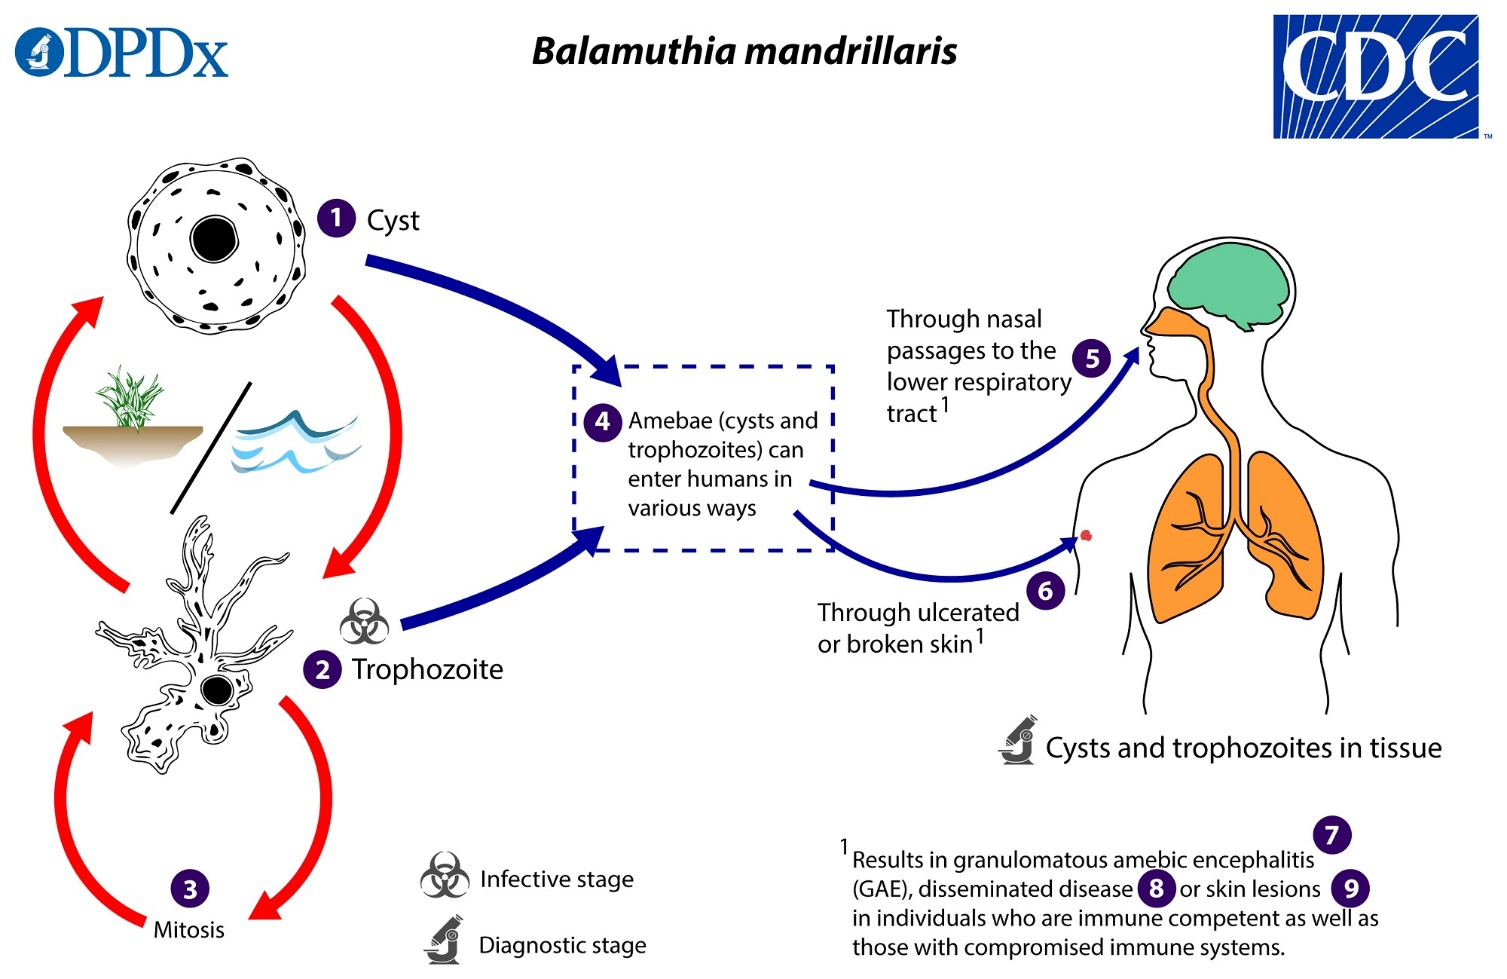 DPDx
Balamuthia mandrillaris
CDC
TM
1 Cyst
Through nasal
passages to the
lower respiratory
tract 1
5
4 Amebae (cysts and
trophozoites) can
enter humans in
various ways
6
Through ulcerated
or broken skin 1
2 Trophozoite
Cysts and trophozoites in tissue
3
Mitosis
Infective stage
Diagnostic stage
1 Results in granulomatous amebic encephalitis 7
(GAE), disseminated disease 8 or skin lesions 9
in individuals who are immune competent as well as
those with compromised immune systems.